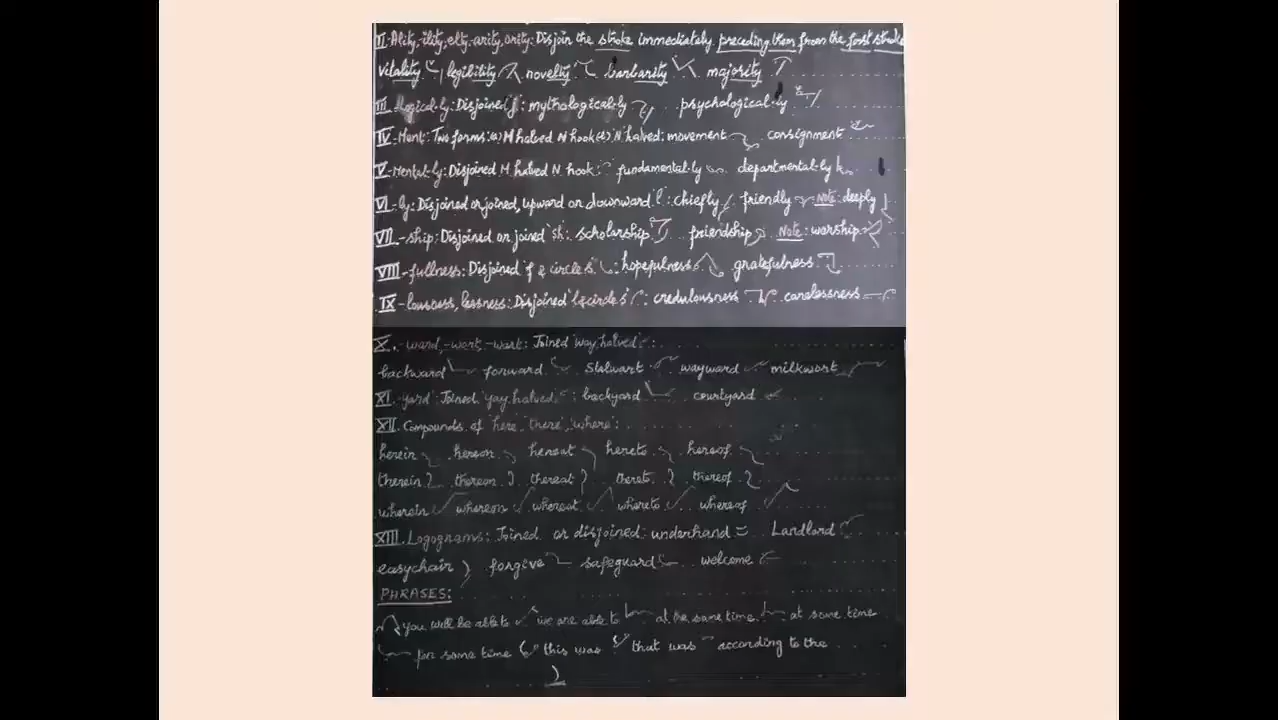 II.-Ality,-ility,elty,-arity,ority: Disjoin the stroke immediately preceding them from the first stroke
vitality legibility novelty barbarity majority
III.-logical-ly: Disjoined 'j': mythological-ly psychological-ly
IV-Ment: Two forms: (a) M halved N hook (b) N halved: movement consignment
V-Mental-ly: Disjoined M halved N hook: fundamental-ly departmental-ly
VI.-ly: Disjoined or joined, upward or downward 'l': chiefly friendly Note: deeply
VII.-ship: Disjoined or joined 'sh': scholarship friendship Note: worship
VIII-fullness: Disjoined f & circle s: hopefulness gratefulness
IX-lousness, lessness: Disjoined 'l & circle s': credulousness carelessness
X.-ward,-wart,-wort: Joined 'way, halved':
backward forward stalwart wayward milkwort
XI.-yard: Joined 'yay, halved': backyard courtyard
XII. Compounds of 'here', 'there', 'where':
herein hereon hereat hereto hereof
therein thereon thereat thereto thereof
wherein whereon whereat whereto whereof
XIII. Logograms: Joined or disjoined: underhand Landlord
easychair forgive safeguard welcome
PHRASES:
you will be able to we are able to at the same time at some time
for some time this was that was according to the